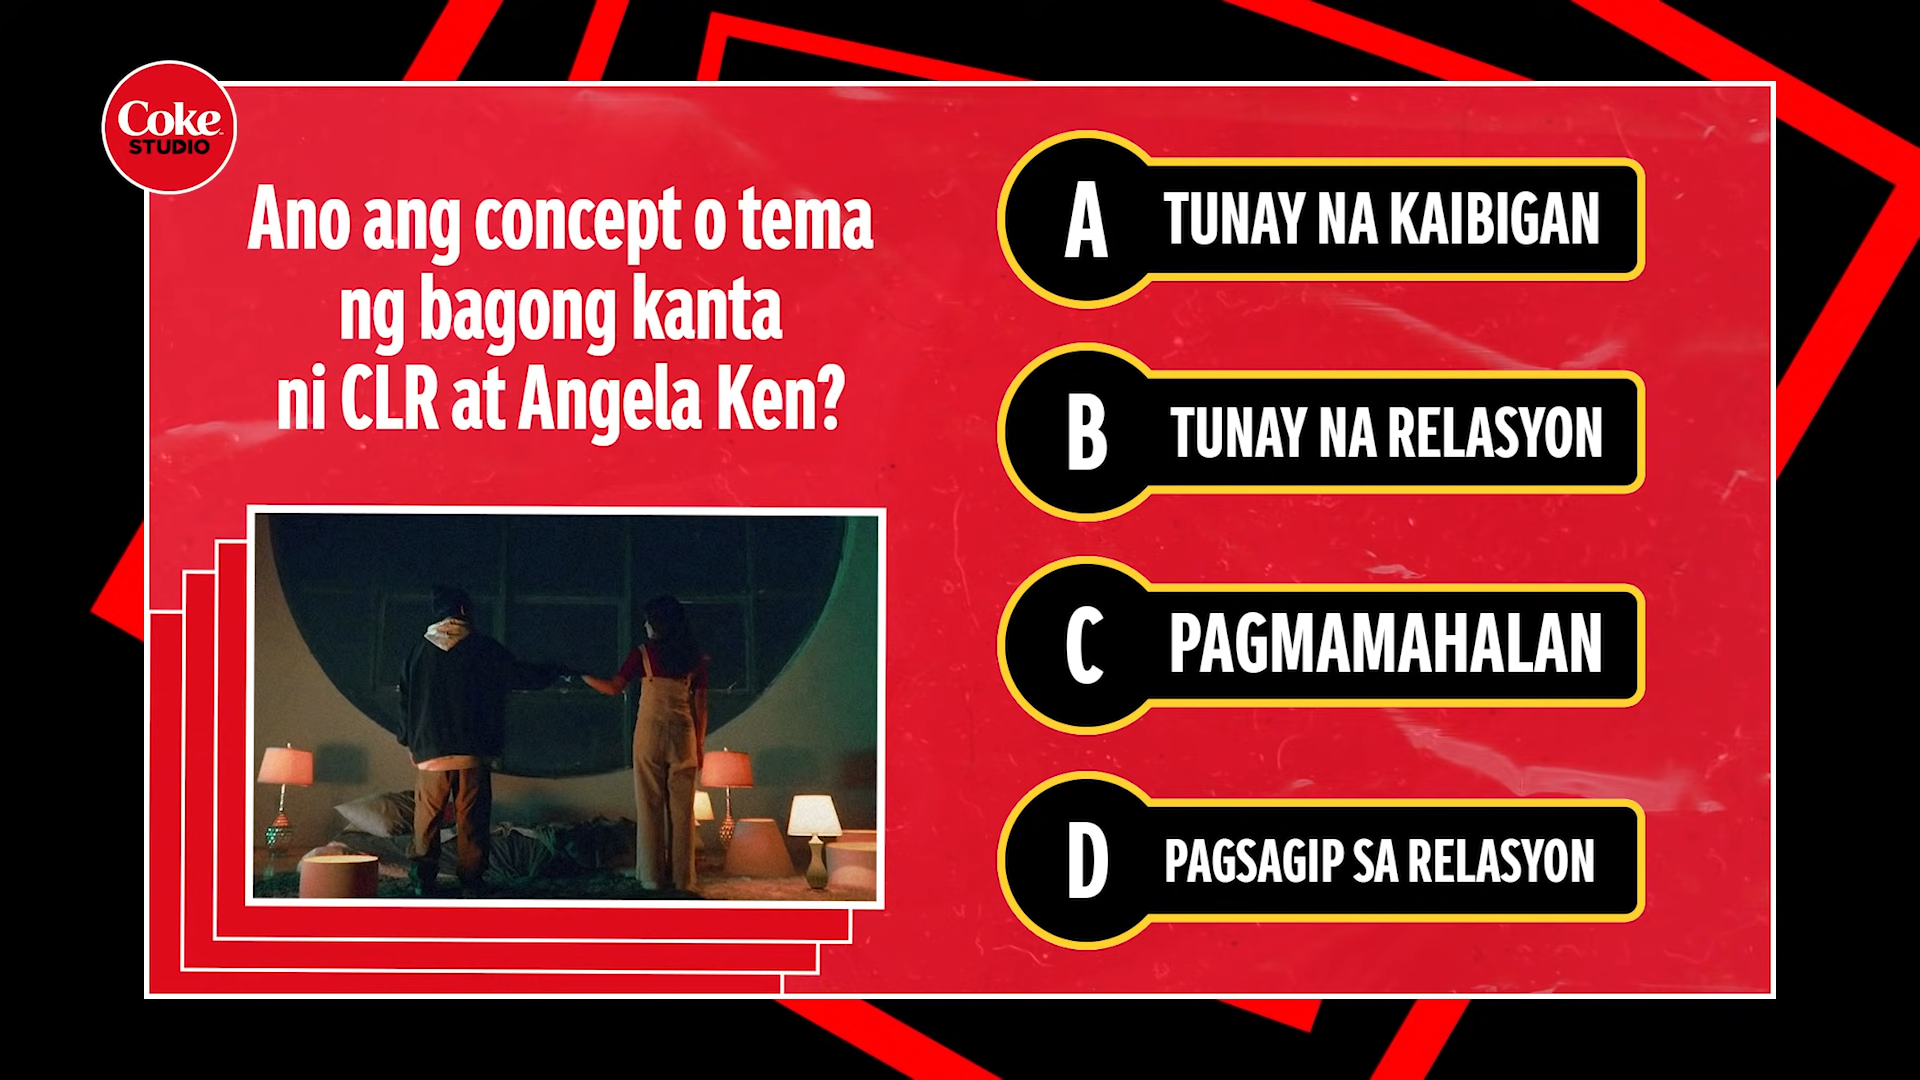 Coke
STUDIO
Ano ang concept o tema
ng bagong kanta
ni CLR at Angela Ken?
A TUNAY NA KAIBIGAN
B TUNAY NA RELASYON
C PAGMAMAHALAN
D PAGSAGIP SA RELASYON